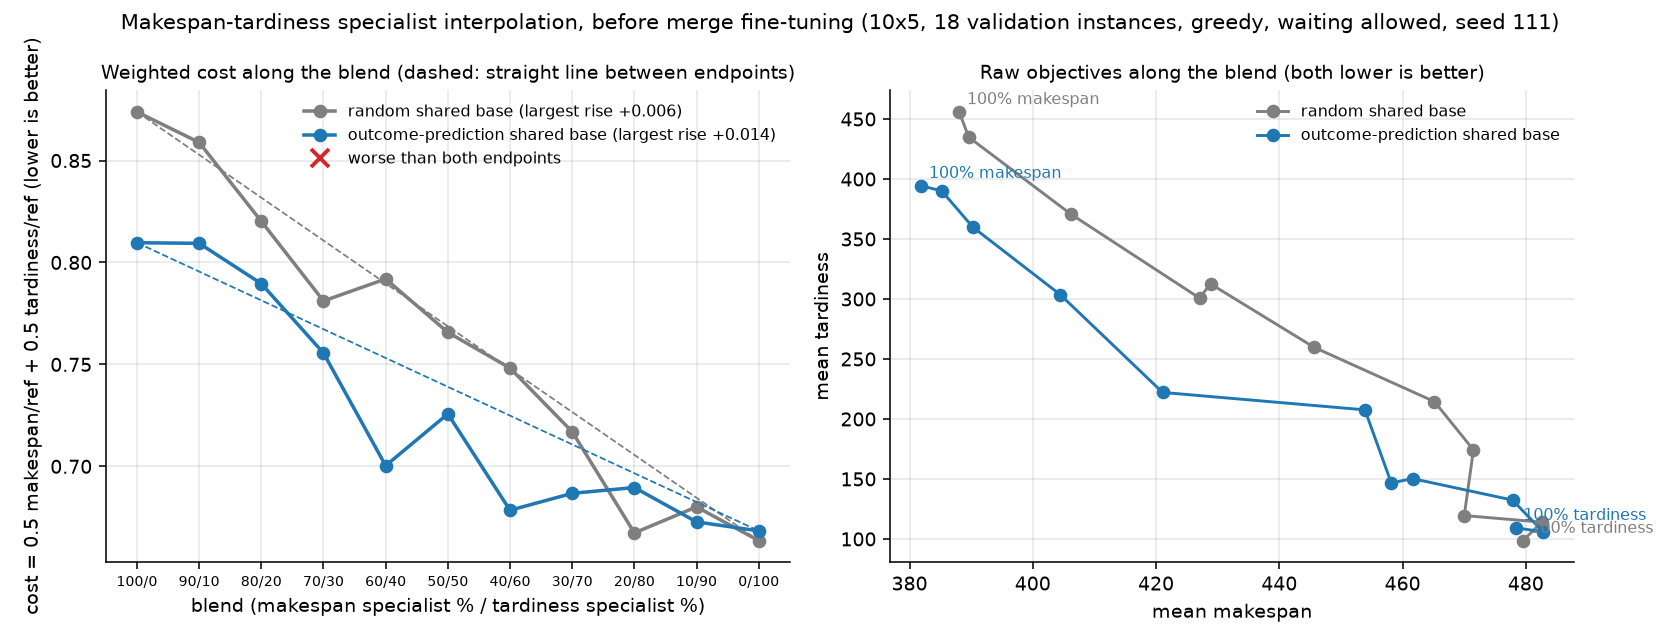 Makespan-tardiness specialist interpolation, before merge fine-tuning (10x5, 18 validation instances, greedy, waiting allowed, seed 111)
Weighted cost along the blend (dashed: straight line between endpoints)
cost = 0.5 makespan/ref + 0.5 tardiness/ref (lower is better)
random shared base (largest rise +0.006)
outcome-prediction shared base (largest rise +0.014)
worse than both endpoints
0.85
0.80
0.75
0.70
100/0 90/10 80/20 70/30 60/40 50/50 40/60 30/70 20/80 10/90 0/100
blend (makespan specialist % / tardiness specialist %)
Raw objectives along the blend (both lower is better)
mean tardiness
100% makespan
random shared base
outcome-prediction shared base
100% makespan
100% tardiness
tardiness
450
400
350
300
250
200
150
100
380 400 420 440 460 480
mean makespan